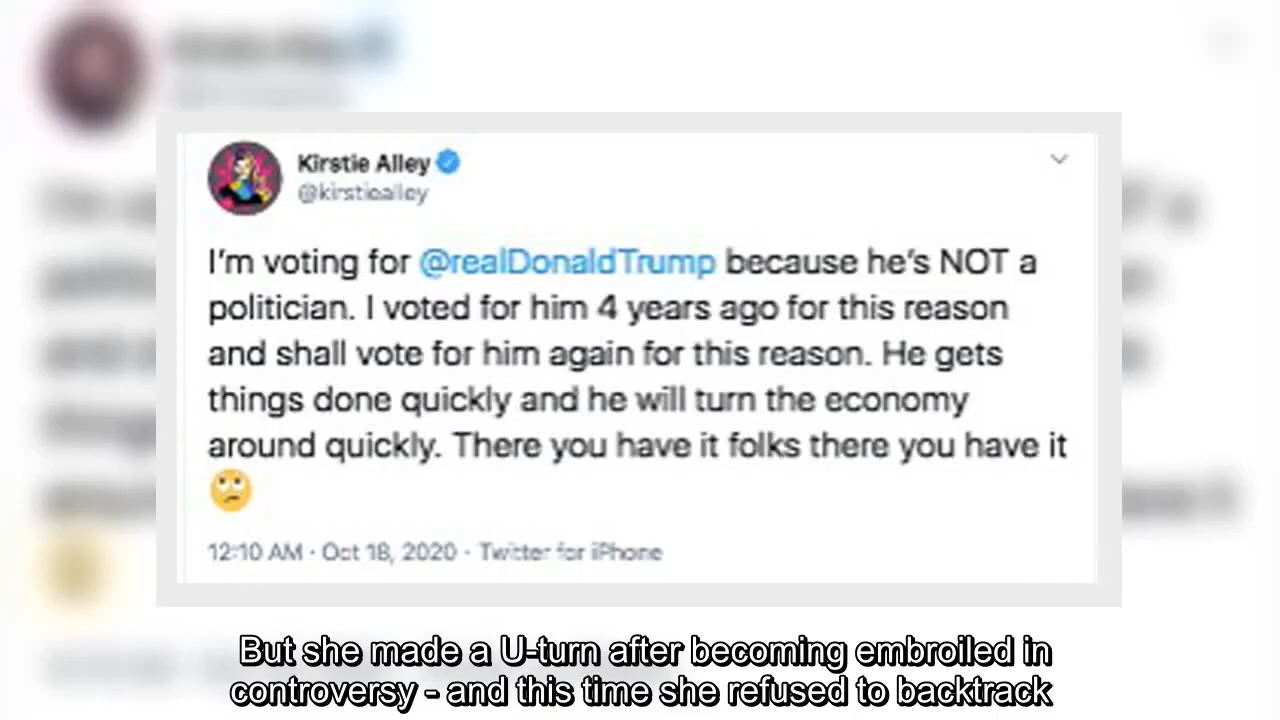 Kirstie Alley
@kirstiealley
I'm voting for @realDonaldTrump because he's NOT a
politician. I voted for him 4 years ago for this reason
and shall vote for him again for this reason. He gets
things done quickly and he will turn the economy
around quickly. There you have it folks there you have it
🙄
12:10 AM · Oct 18, 2020 · Twitter for iPhone
But she made a U-turn after becoming embroiled in
controversy - and this time she refused to backtrack